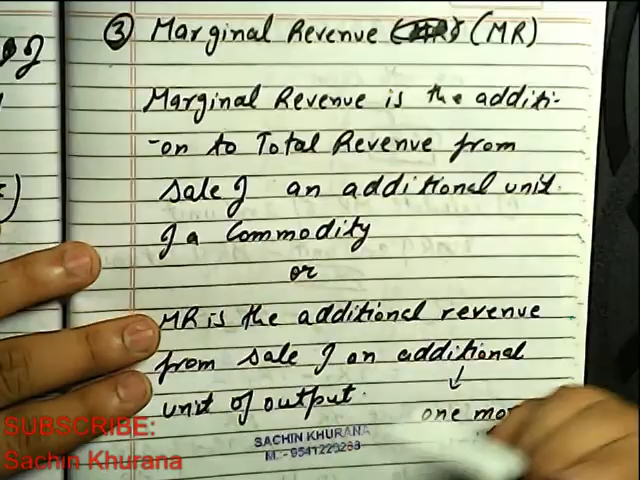 ③ Marginal Revenue (MR)
Marginal Revenue is the additi-
-on to Total Revenue from
sale of an additional unit.
of a Commodity
or
MR is the additional revenue
from sale of an additional
unit of output.
one mo
SACHIN KHURANA
M.:-9541220263
SUBSCRIBE:
Sachin Khurana